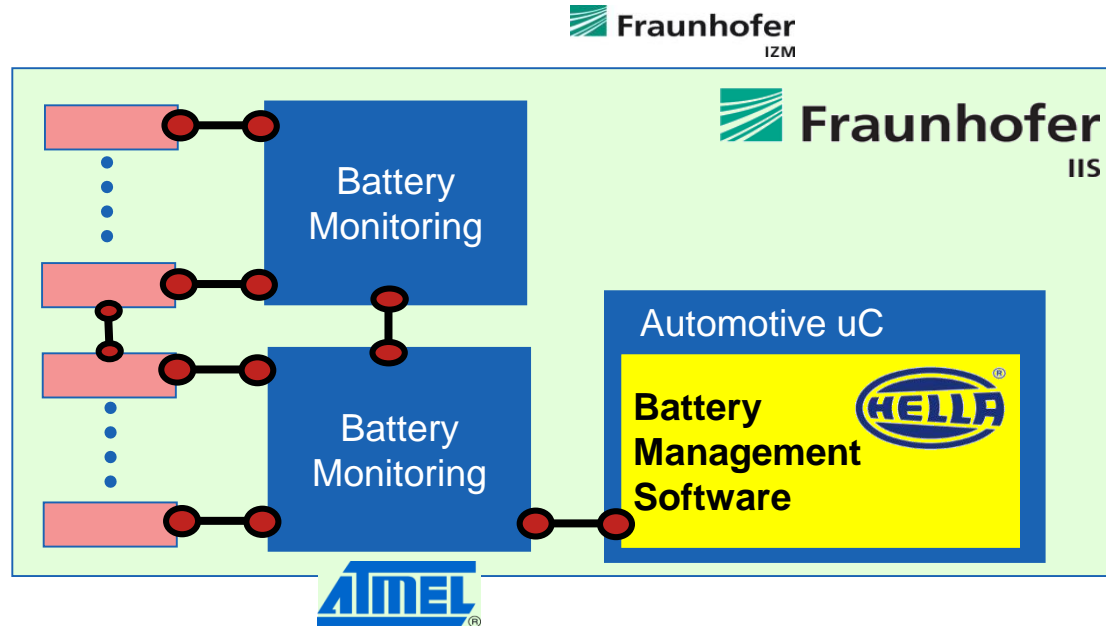 Fraunhofer
IZM
Fraunhofer
IIS
Battery
Monitoring
Automotive uC
HELLA®
Battery
Management
Software
Battery
Monitoring
ATMEL®